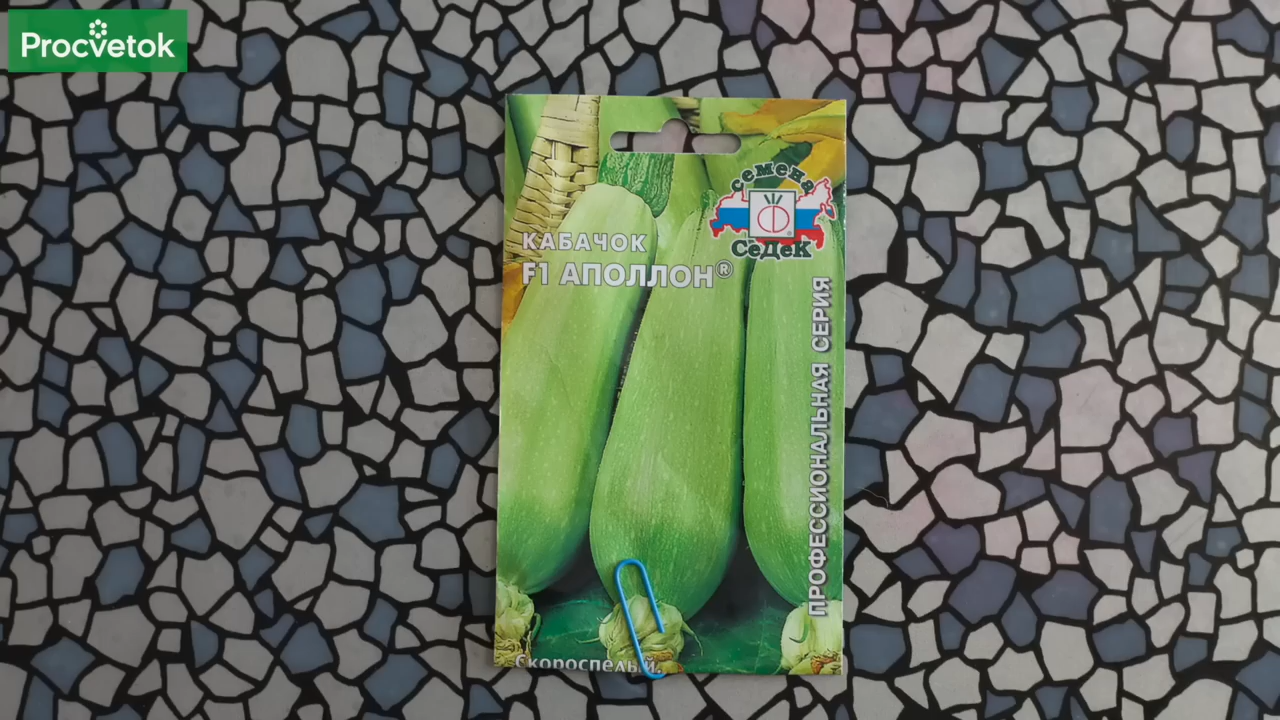 Procvetok
семена
СеДеК
КАБАЧОК
F1 АПОЛЛОН®
ПРОФЕССИОНАЛЬНАЯ СЕРИЯ
Скороспелый.